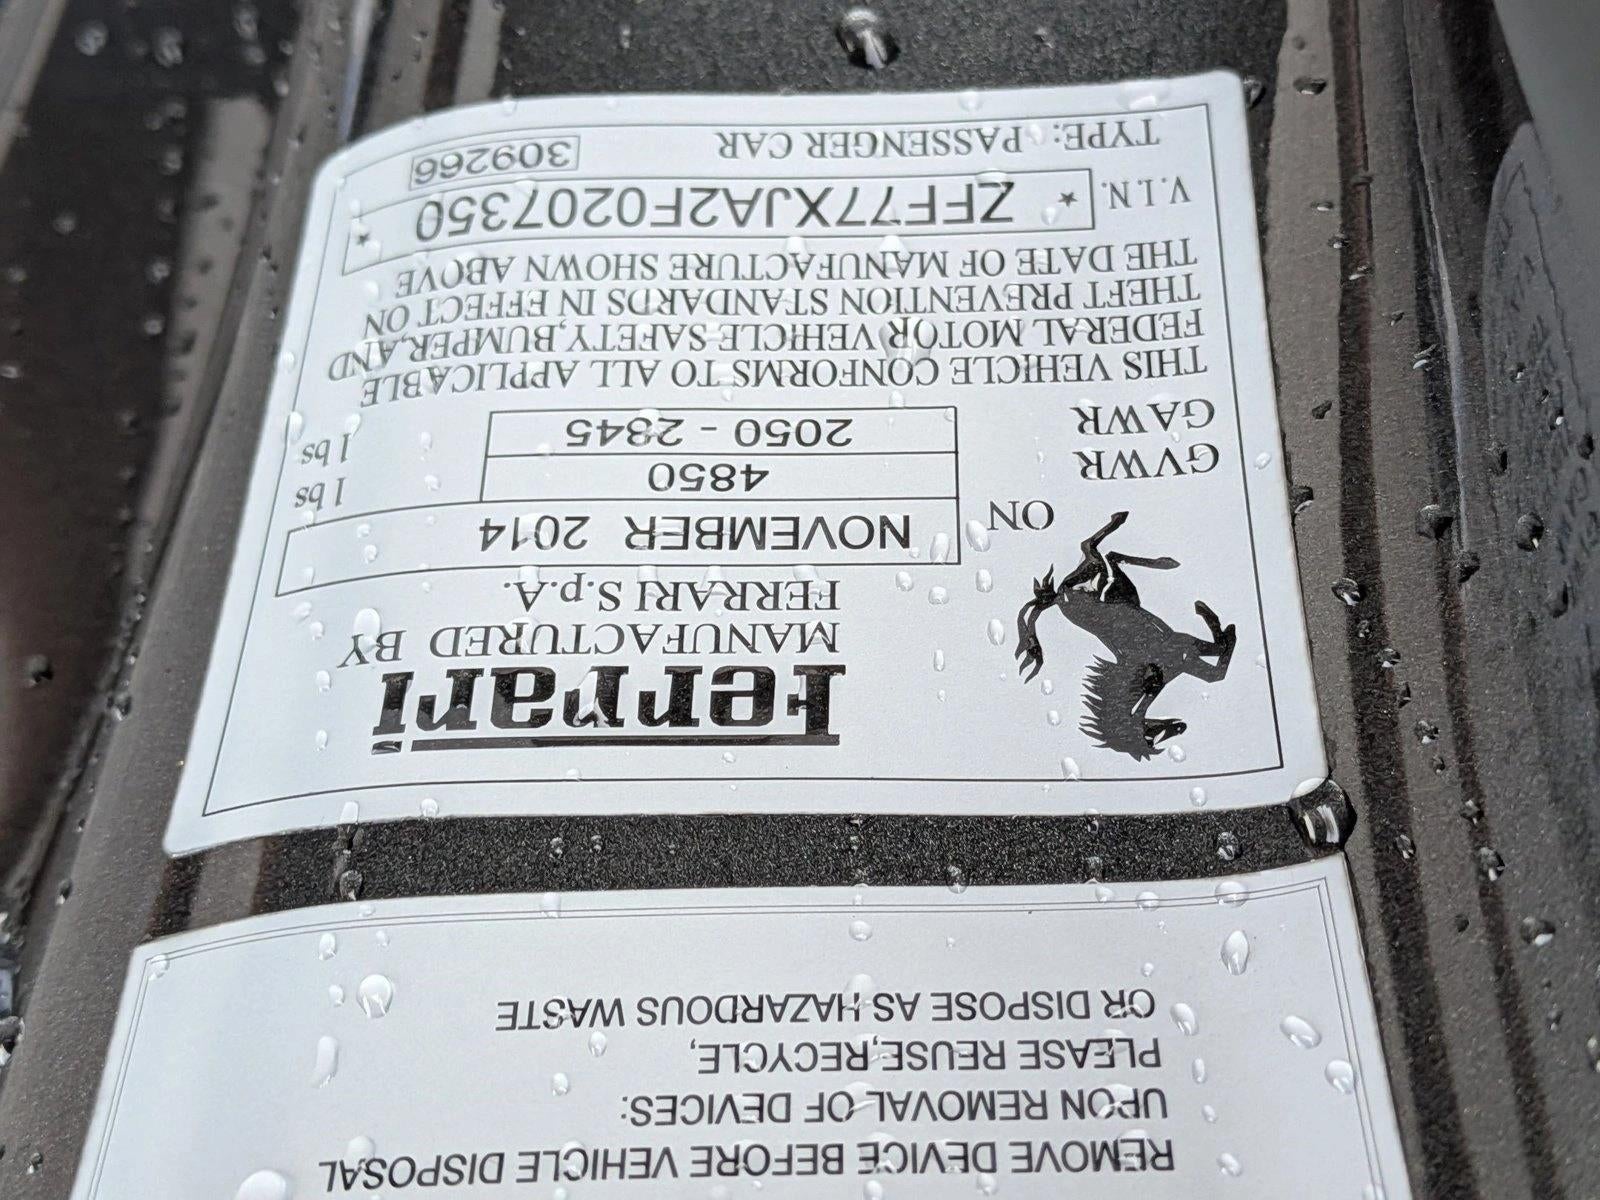 REMOVE DEVICE BEFORE VEHICLE DISPOSAL
UPON REMOVAL OF DEVICES:
PLEASE REUSE,RECYCLE,
OR DISPOSE AS HAZARDOUS WASTE
Ferrari
MANUFACTURED BY
FERRARI S.p.A.
ON NOVEMBER 2014
GVWR 4850 lbs
GAWR 2050 - 2845 lbs
THIS VEHICLE CONFORMS TO ALL APPLICABLE
FEDERAL MOTOR VEHICLE SAFETY,BUMPER,AND
THEFT PREVENTION STANDARDS IN EFFECT ON
THE DATE OF MANUFACTURE SHOWN ABOVE
V.I.N. * ZFF77XJA2F0207350 *
TYPE: PASSENGER CAR 309266